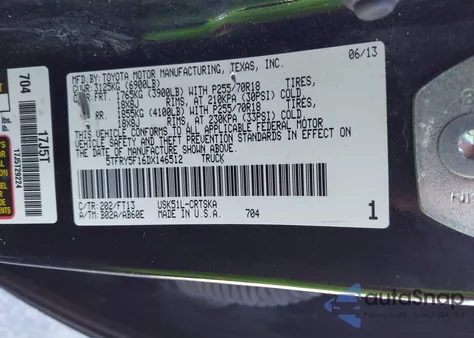 MFD.BY:TOYOTA MOTOR MANUFACTURING, TEXAS, INC. 06/13
GVWR:3125KG(6900LB)
GAWR:FRT. 1765KG(3900LB) WITH P255/70R18 TIRES,
18X8J RIMS, AT 210KPA (30PSI) COLD.
RR. 1855KG(4100LB) WITH P255/70R18 TIRES,
18X8J RIMS, AT 230KPA (33PSI) COLD.
THIS VEHICLE CONFORMS TO ALL APPLICABLE FEDERAL MOTOR
VEHICLE SAFETY AND THEFT PREVENTION STANDARDS IN EFFECT
ON THE DATE OF MANUFACTURE SHOWN ABOVE.
5TFRY5F16DX146512 TRUCK
C/TR:202/FT13 USK51L-CRTSKA
A/TM:B02A/AB60E MADE IN U.S.A. 704 1
704
17J5T
17J5T29Z4
autoSnap